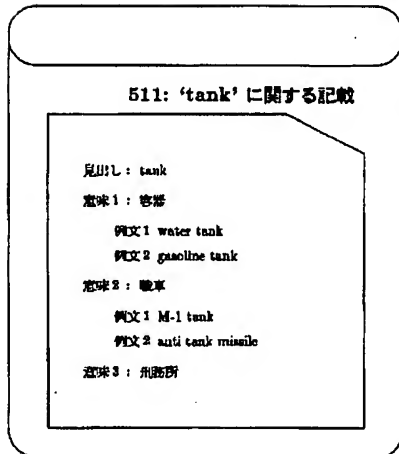 511: ‘tank’ に関する記載
見出し： tank
意味1： 容器
例文1 water tank
例文2 gasoline tank
意味2： 戦車
例文1 M-1 tank
例文2 anti tank missile
意味3： 刑務所